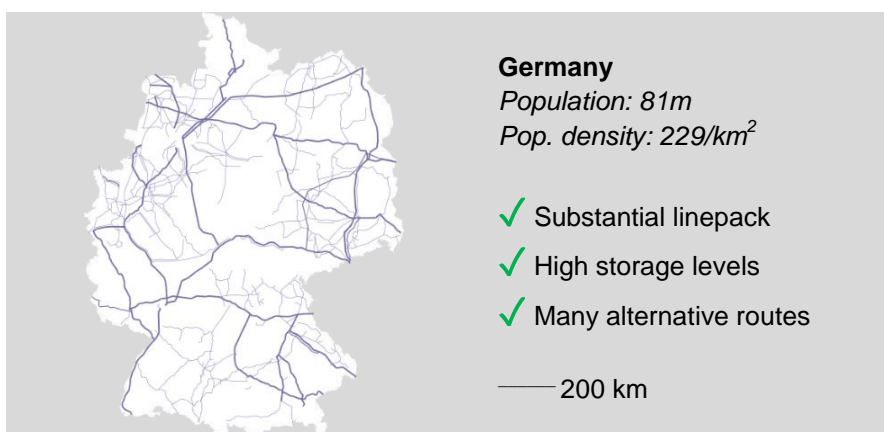 Germany
Population: 81m
Pop. density: 229/km²
✓ Substantial linepack
✓ High storage levels
✓ Many alternative routes
200 km